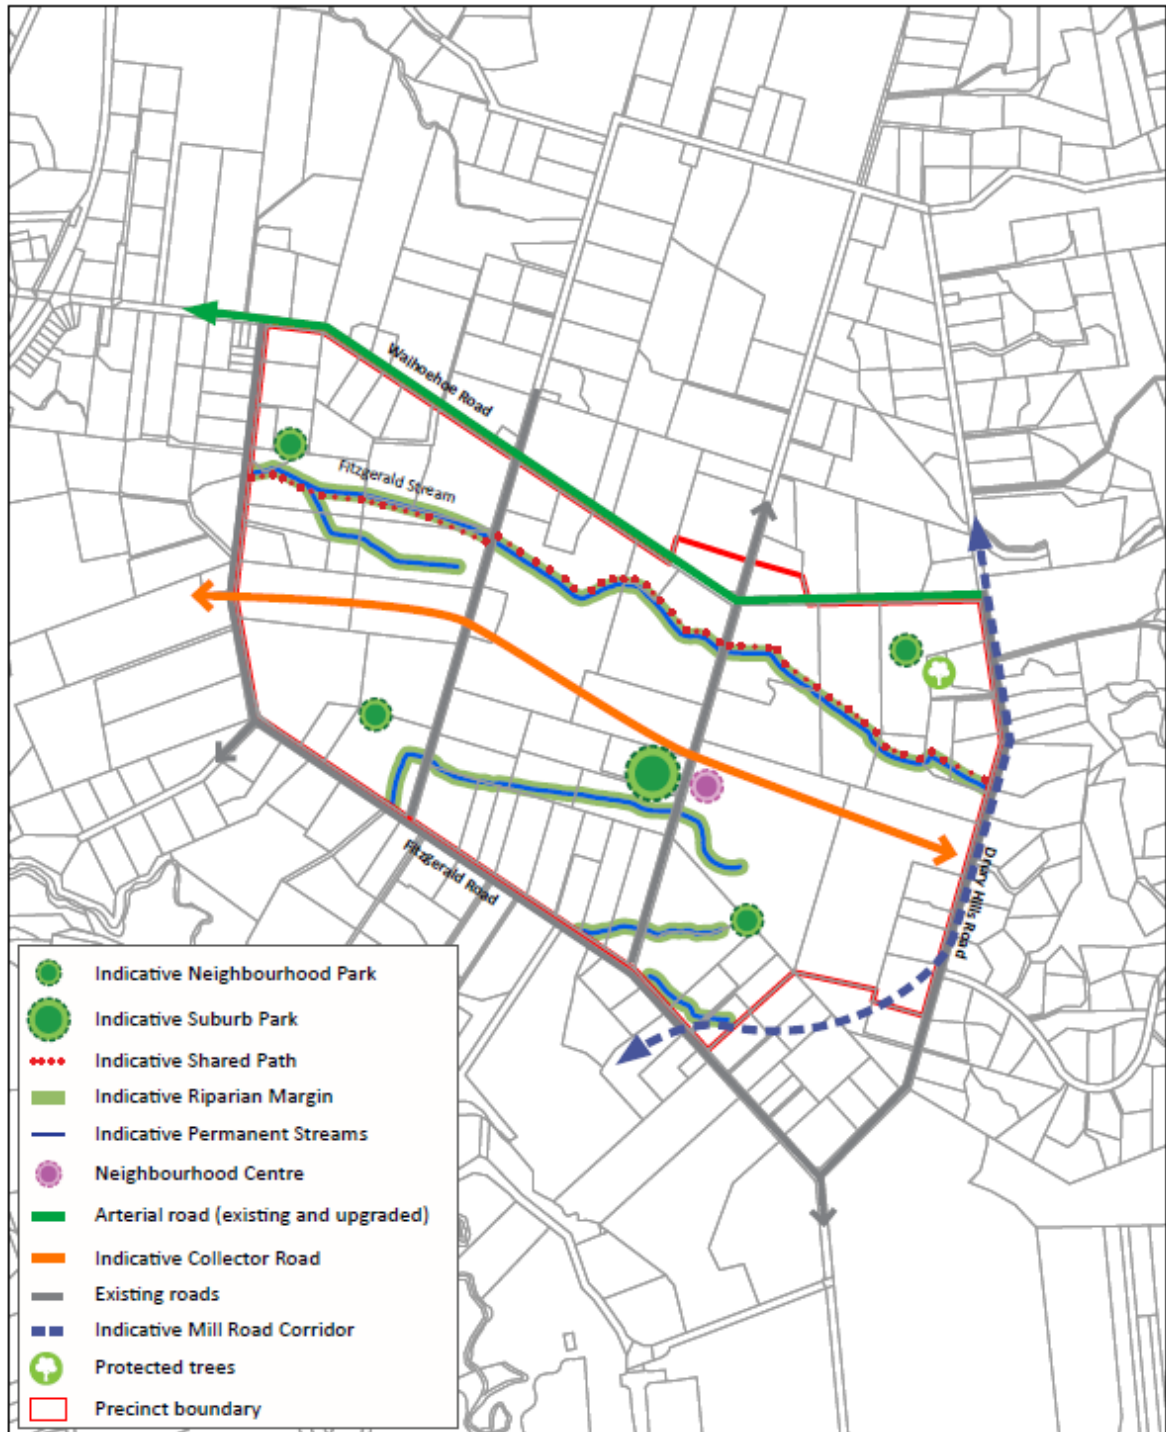 Waihoehoe Road
Fitzgerald Stream
Fitzgerald Road
Drury Hills Road
Indicative Neighbourhood Park
Indicative Suburb Park
Indicative Shared Path
Indicative Riparian Margin
Indicative Permanent Streams
Neighbourhood Centre
Arterial road (existing and upgraded)
Indicative Collector Road
Existing roads
Indicative Mill Road Corridor
Protected trees
Precinct boundary